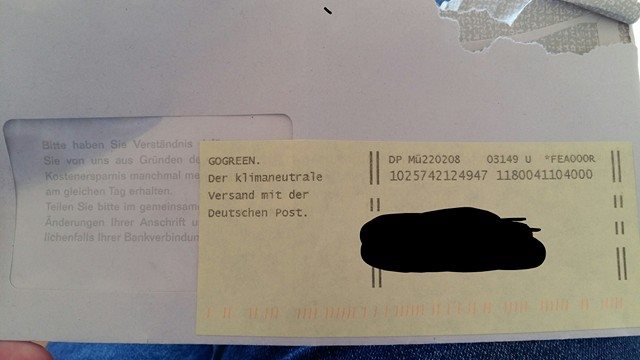 Bitte haben Sie Verständnis
Sie von uns aus Gründen de
Kostenersparnis manchmal me
am gleichen Tag erhalten.
Teilen Sie bitte im gemeinsame
Änderungen Ihrer Anschrift u
lichenfalls Ihrer Bankverbindun
GOGREEN.
Der klimaneutrale
Versand mit der
Deutschen Post.
DP MÜ220208 03149 U °FEAOOOR
1025742124947 1180041104000